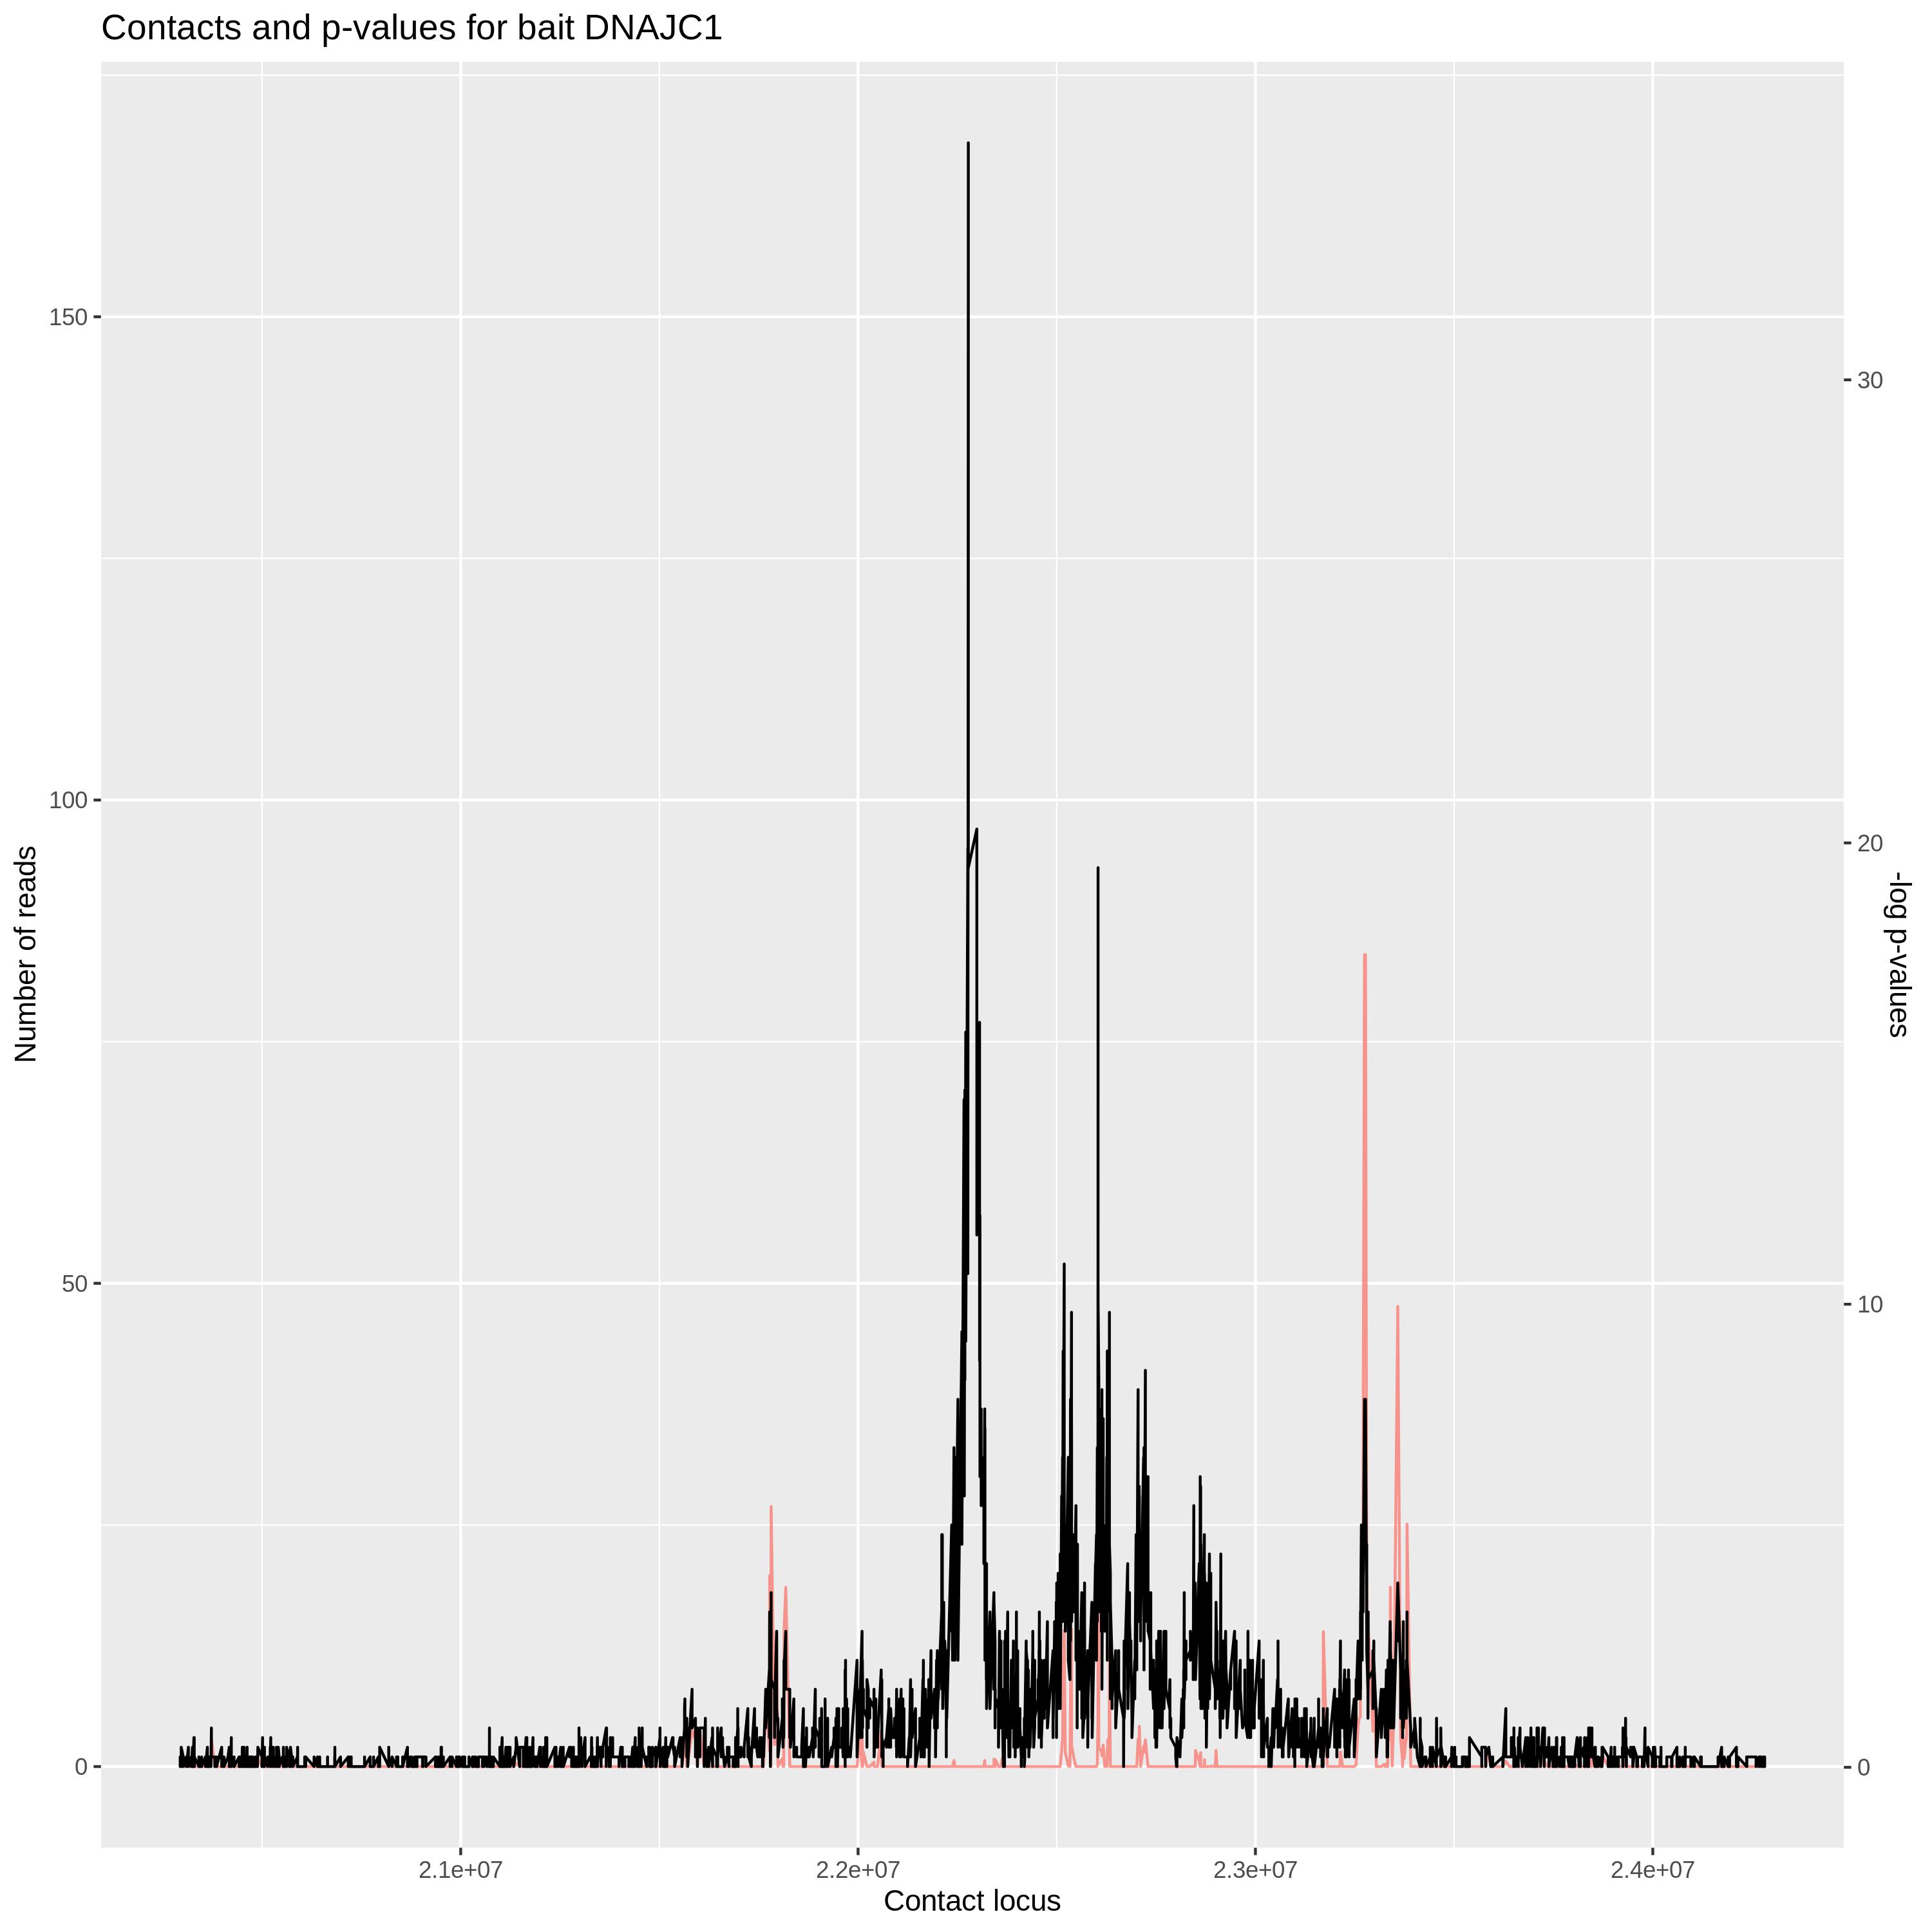 Contacts and p-values for bait DNAJC1
150
100
50
0
Number of reads
30
20
10
0
-log p-values
2.1e+07 2.2e+07 2.3e+07 2.4e+07
Contact locus